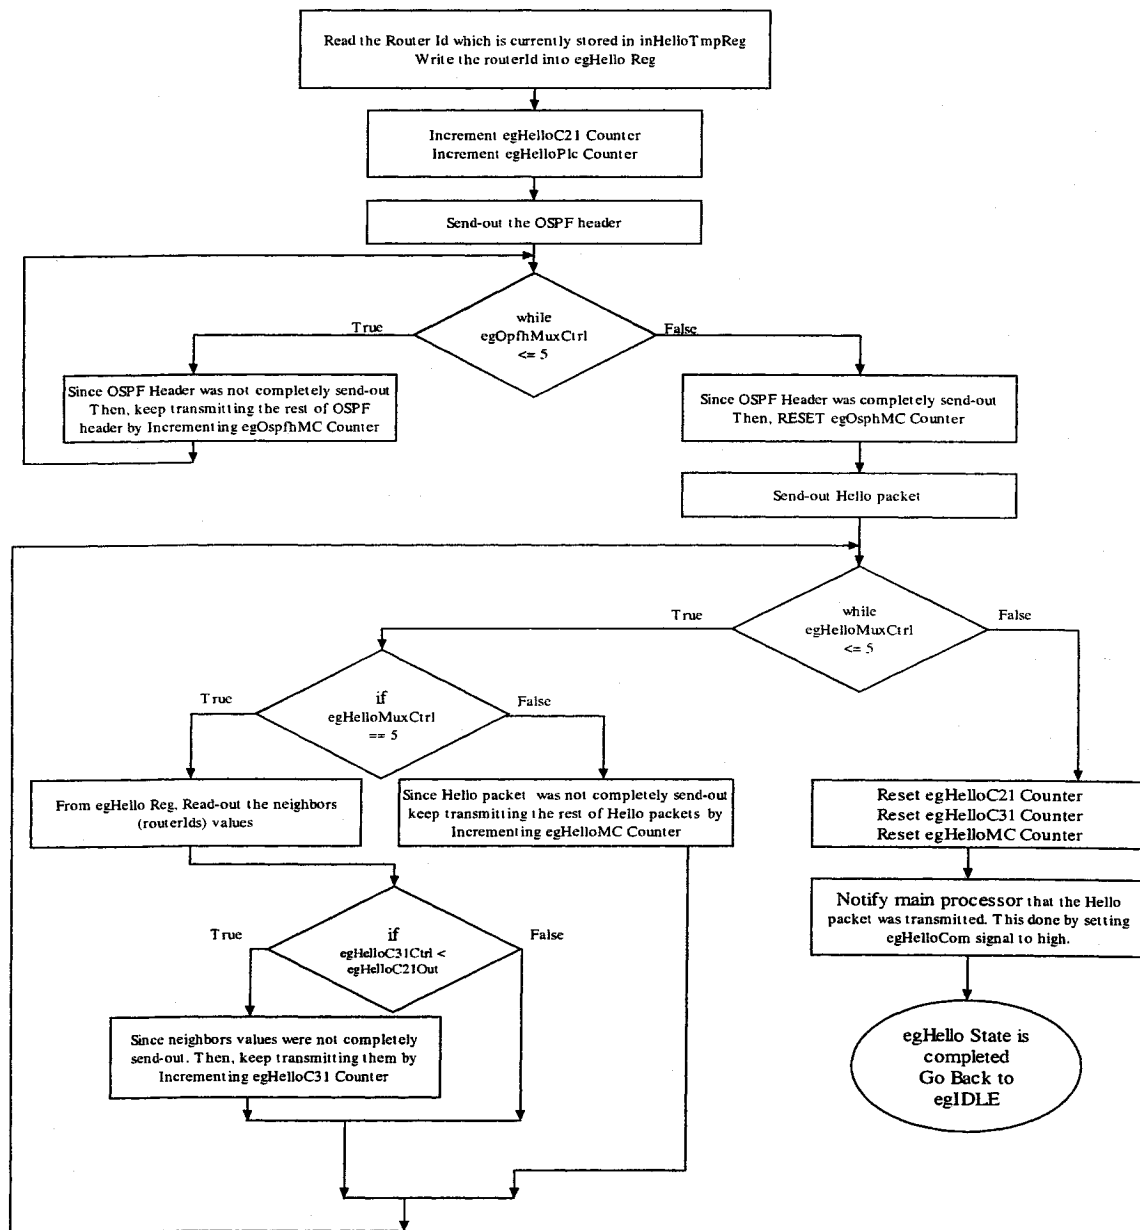 Read the Router Id which is currently stored in inHelloTmpReg
Write the routerId into egHello Reg
Increment egHelloC21 Counter
Increment egHelloPlc Counter
Send-out the OSPF header
while
egOpfhMuxCtrl
<= 5
True
False
Since OSPF Header was not completely send-out
Then, keep transmitting the rest of OSPF
header by Incrementing egOspfhMC Counter
Since OSPF Header was completely send-out
Then, RESET egOsphMC Counter
Send-out Hello packet
while
egHelloMuxCtrl
<= 5
True
False
if
egHelloMuxCtrl
== 5
True
False
From egHello Reg, Read-out the neighbors
(routerIds) values
Since Hello packet was not completely send-out
keep transmitting the rest of Hello packets by
Incrementing egHelloMC Counter
Reset egHelloC21 Counter
Reset egHelloC31 Counter
Reset egHelloMC Counter
Notify main processor that the Hello
packet was transmitted. This done by setting
egHelloCom signal to high.
if
egHelloC31Ctrl <
egHelloC21Out
True
False
Since neighbors values were not completely
send-out. Then, keep transmitting them by
Incrementing egHelloC31 Counter
egHello State is
completed
Go Back to
egIDLE